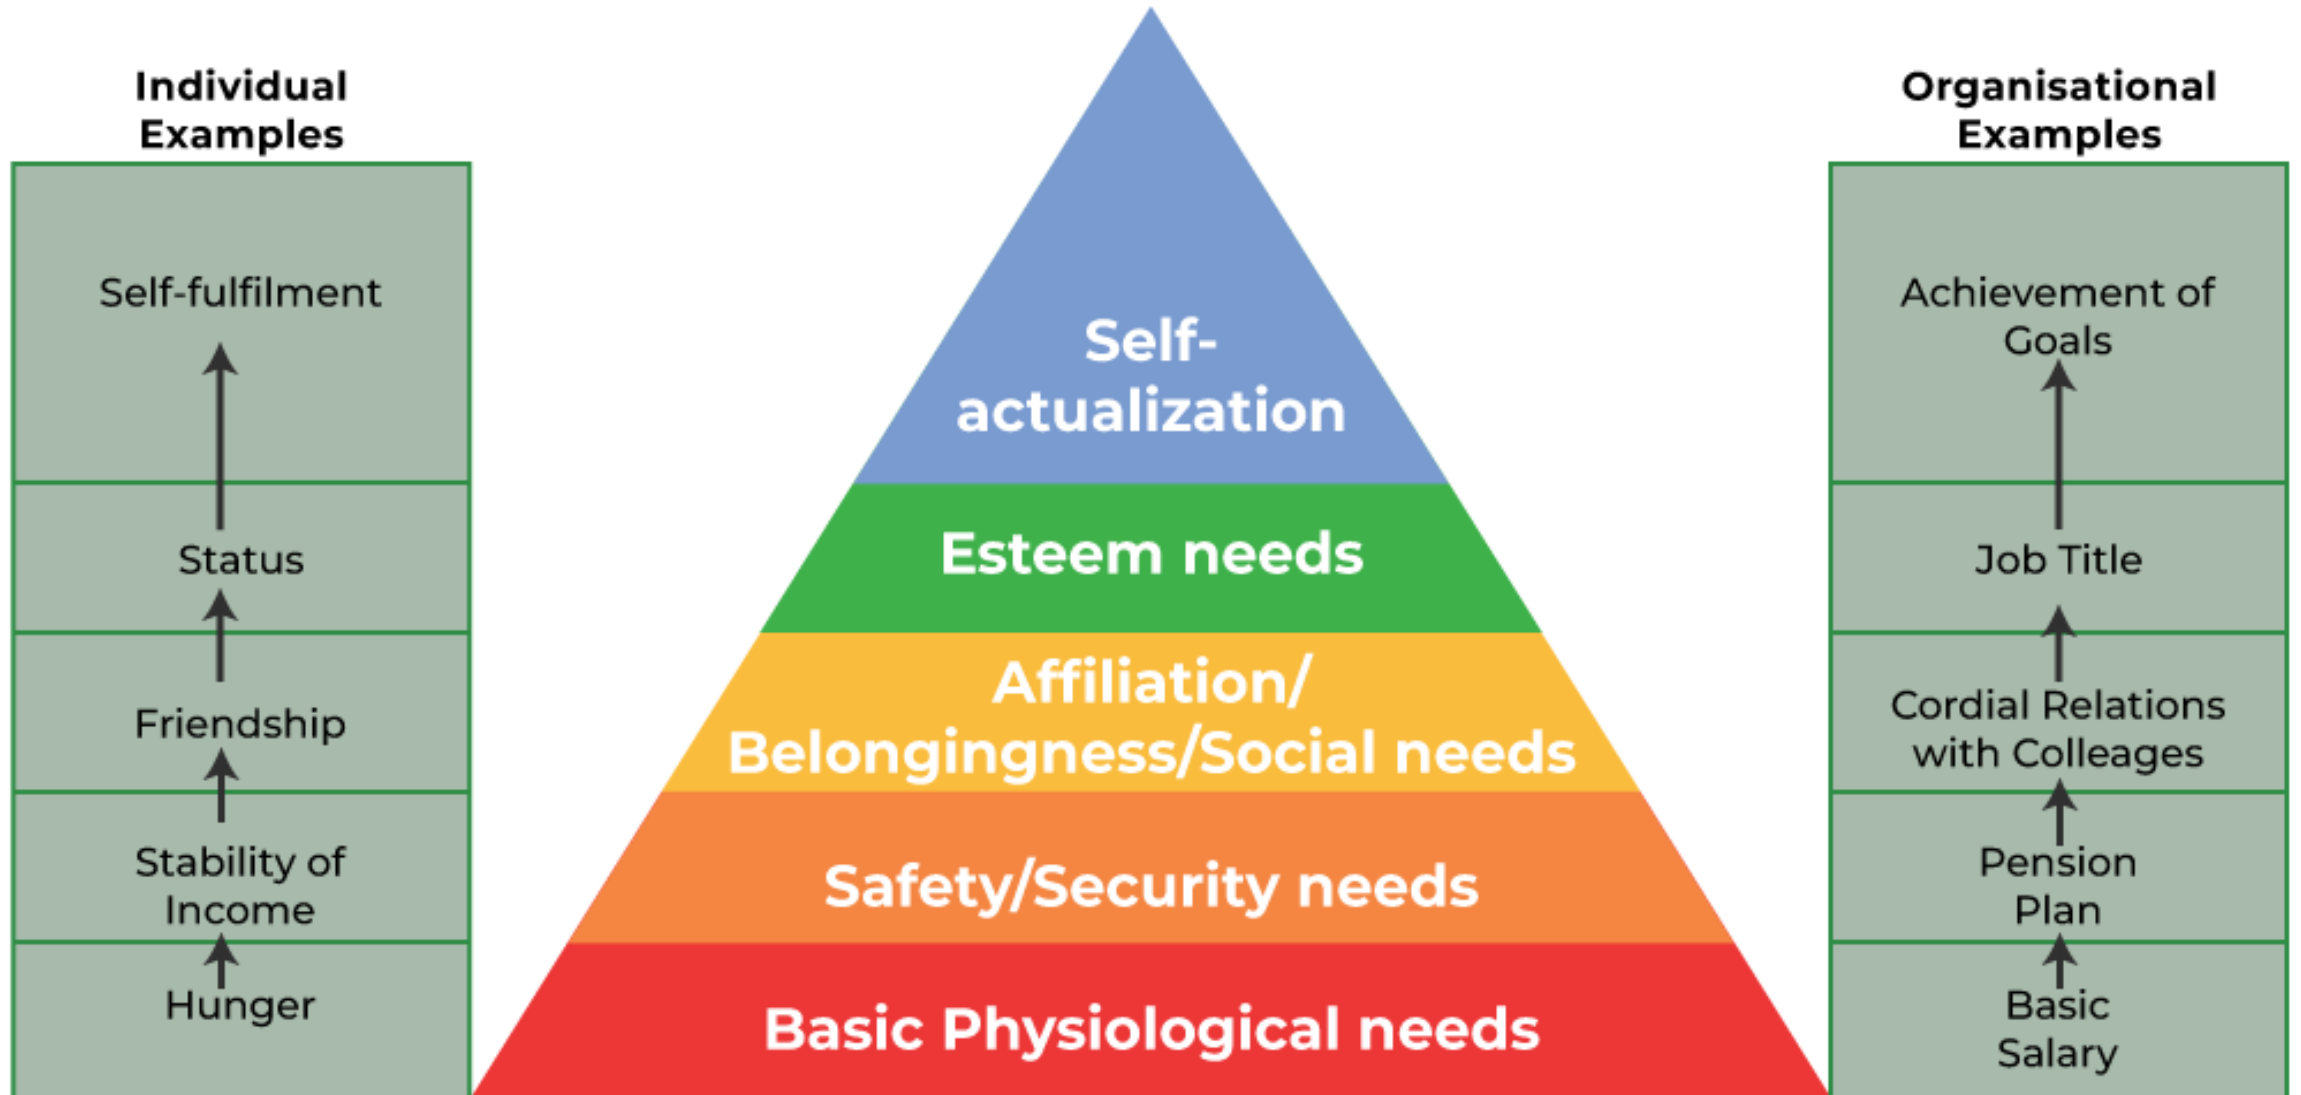 Individual
Examples
Self-fulfilment
Status
Friendship
Stability of
Income
Hunger
Self-
actualization
Esteem needs
Affiliation/
Belongingness/Social needs
Safety/Security needs
Basic Physiological needs
Organisational
Examples
Achievement of
Goals
Job Title
Cordial Relations
with Colleages
Pension
Plan
Basic
Salary